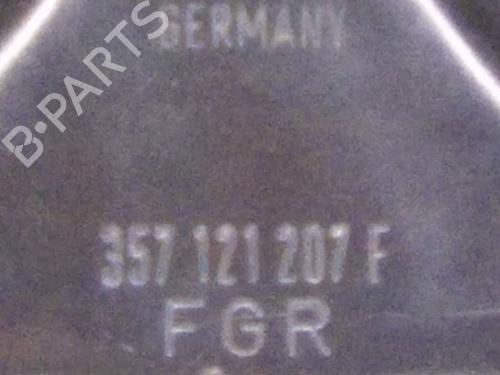 GERMANY
B-PARTS
357 121 207 F
FGR